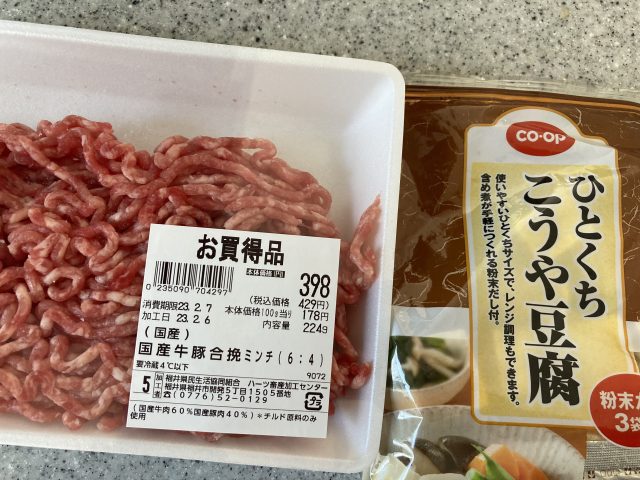 お買得品
本体価格(円)
398
0235090 704297
(税込価格 429円)
消費期限23.2.7 本体価格100g当り 178円
加工日 23.2.6 内容量 224g
(国産)
国産牛豚合挽ミンチ(6:4)
要冷蔵4℃以下 9072
5 加工者 福井県民生活協同組合 ハーツ畜産加工センター
福井県福井市開発5丁目1505番地
☎(0776)52-0129
プラ
(国産牛肉60%国産豚肉40%)*チルド原料のみ
使用
CO・OP
ひとくち
こうや豆腐
使いやすいひとくちサイズで、レンジ調理もできます。
含め煮が手軽につくれる粉末だし付。
粉末だ
3袋